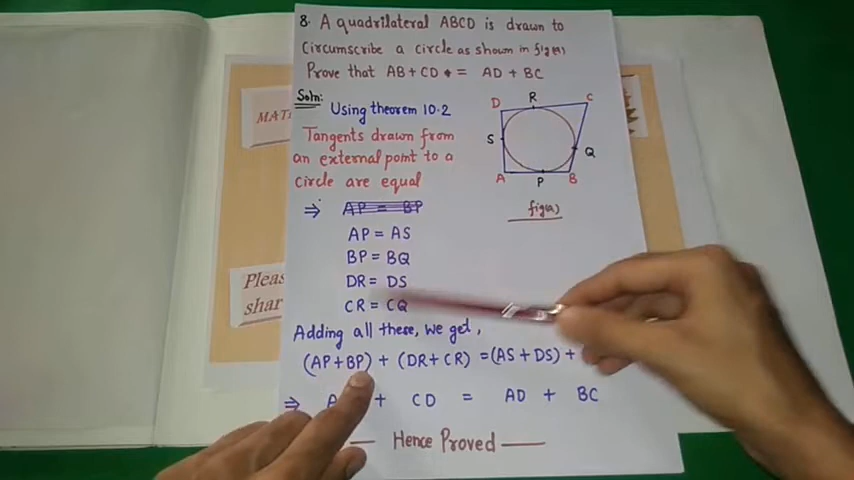 8. A quadrilateral ABCD is drawn to
Circumscribe a circle as shown in fig(a)
Prove that AB + CD = AD + BC
Soln:
Using theorem 10.2
Tangents drawn from
an external point to a
circle are equal
D R C
S Q
A P B
fig(a)
⇒ AP = BP
AP = AS
BP = BQ
DR = DS
CR = CQ
Adding all these, we get,
(AP+BP) + (DR+CR) = (AS+DS) +
⇒ A + CD = AD + BC
Hence Proved
MAT
Please
shar